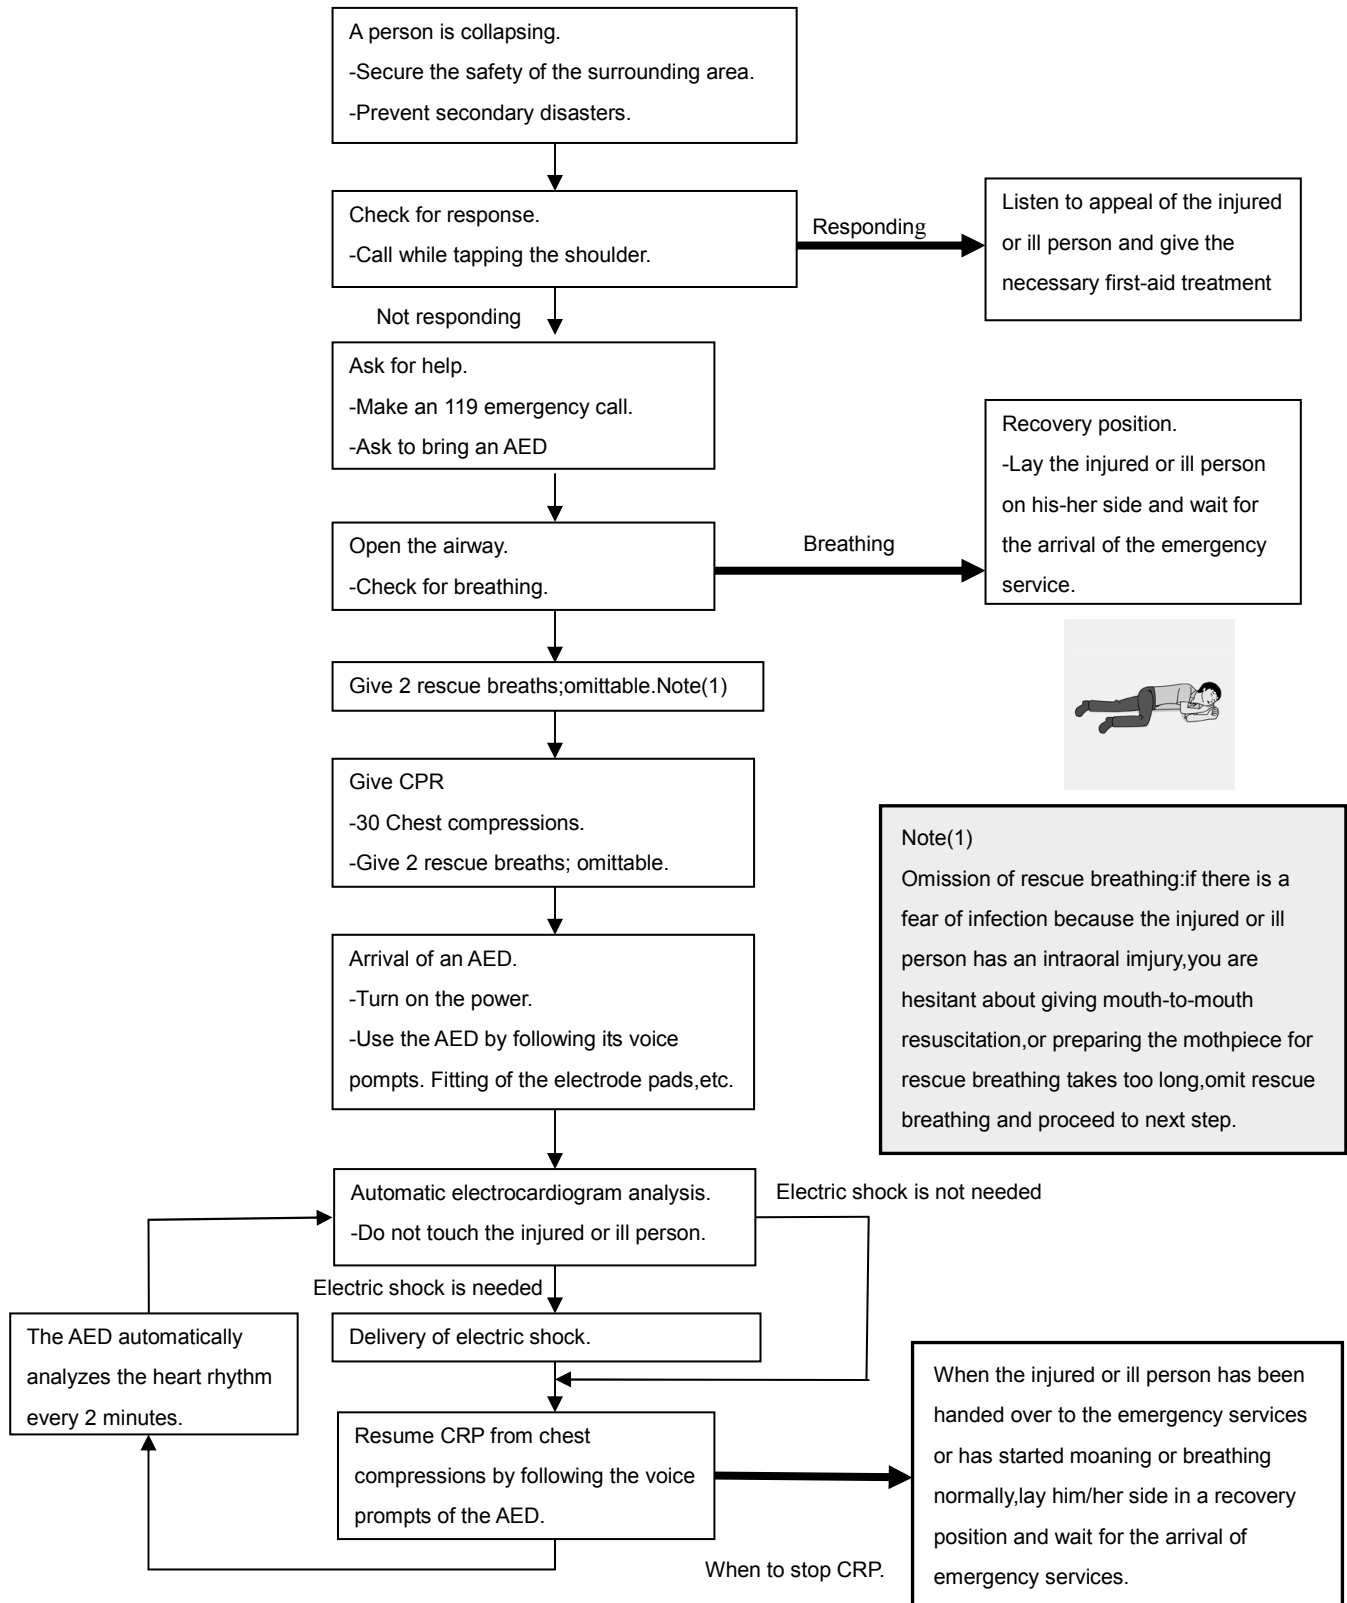 A person is collapsing.
-Secure the safety of the surrounding area.
-Prevent secondary disasters.
Check for response.
-Call while tapping the shoulder.
Responding
Listen to appeal of the injured
or ill person and give the
necessary first-aid treatment
Not responding
Ask for help.
-Make an 119 emergency call.
-Ask to bring an AED
Open the airway.
-Check for breathing.
Breathing
Recovery position.
-Lay the injured or ill person
on his-her side and wait for
the arrival of the emergency
service.
Give 2 rescue breaths;omittable.Note(1)
Give CPR
-30 Chest compressions.
-Give 2 rescue breaths; omittable.
Note(1)
Omission of rescue breathing:if there is a
fear of infection because the injured or ill
person has an intraoral imjury,you are
hesitant about giving mouth-to-mouth
resuscitation,or preparing the mothpiece for
rescue breathing takes too long,omit rescue
breathing and proceed to next step.
Arrival of an AED.
-Turn on the power.
-Use the AED by following its voice
pompts. Fitting of the electrode pads,etc.
Automatic electrocardiogram analysis.
-Do not touch the injured or ill person.
Electric shock is not needed
Electric shock is needed
Delivery of electric shock.
The AED automatically
analyzes the heart rhythm
every 2 minutes.
Resume CRP from chest
compressions by following the voice
prompts of the AED.
When to stop CRP.
When the injured or ill person has been
handed over to the emergency services
or has started moaning or breathing
normally,lay him/her side in a recovery
position and wait for the arrival of
emergency services.